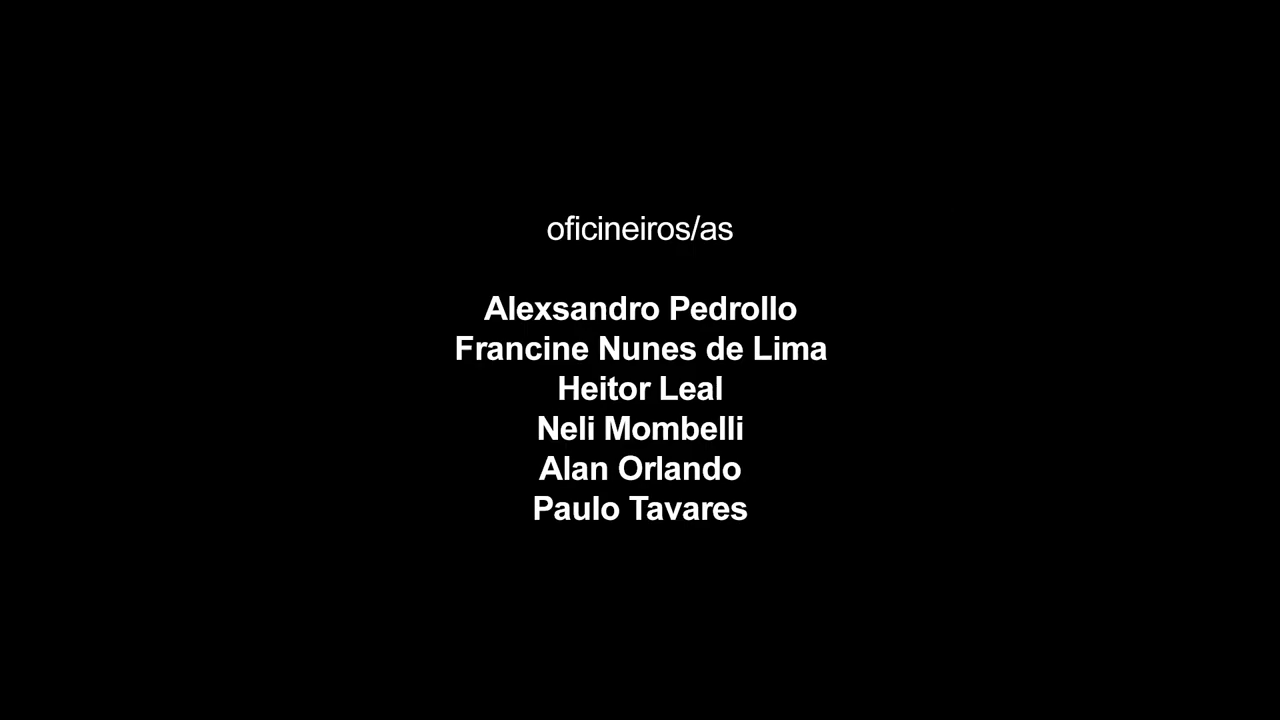 oficineiros/as
Alexsandro Pedrollo
Francine Nunes de Lima
Heitor Leal
Neli Mombelli
Alan Orlando
Paulo Tavares